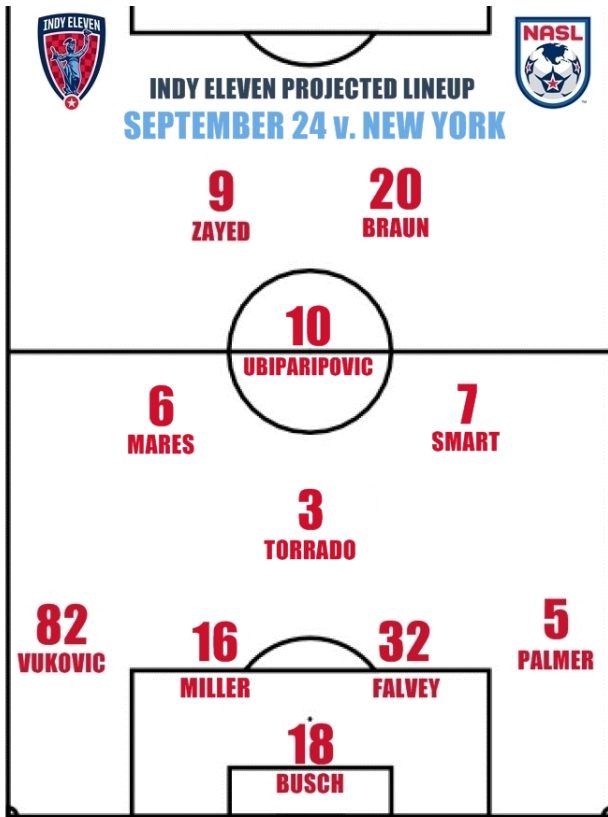 INDY ELEVEN
NASL
INDY ELEVEN PROJECTED LINEUP
SEPTEMBER 24 v. NEW YORK
9
ZAYED
20
BRAUN
10
UBIPARIPOVIC
6
MARES
7
SMART
3
TORRADO
82
VUKOVIC
16
MILLER
32
FALVEY
5
PALMER
18
BUSCH